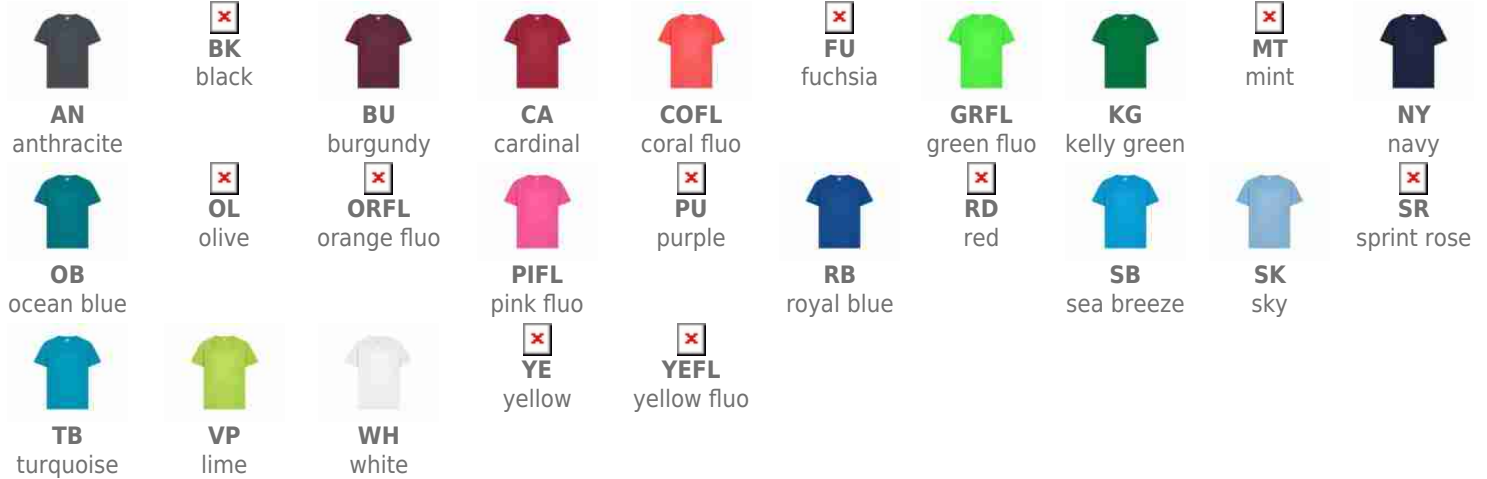 AN
anthracite
BK
black
BU
burgundy
CA
cardinal
COFL
coral fluo
FU
fuchsia
GRFL
green fluo
KG
kelly green
MT
mint
NY
navy
OB
ocean blue
OL
olive
ORFL
orange fluo
PIFL
pink fluo
PU
purple
RB
royal blue
RD
red
SB
sea breeze
SK
sky
SR
sprint rose
TB
turquoise
VP
lime
WH
white
YE
yellow
YEFL
yellow fluo